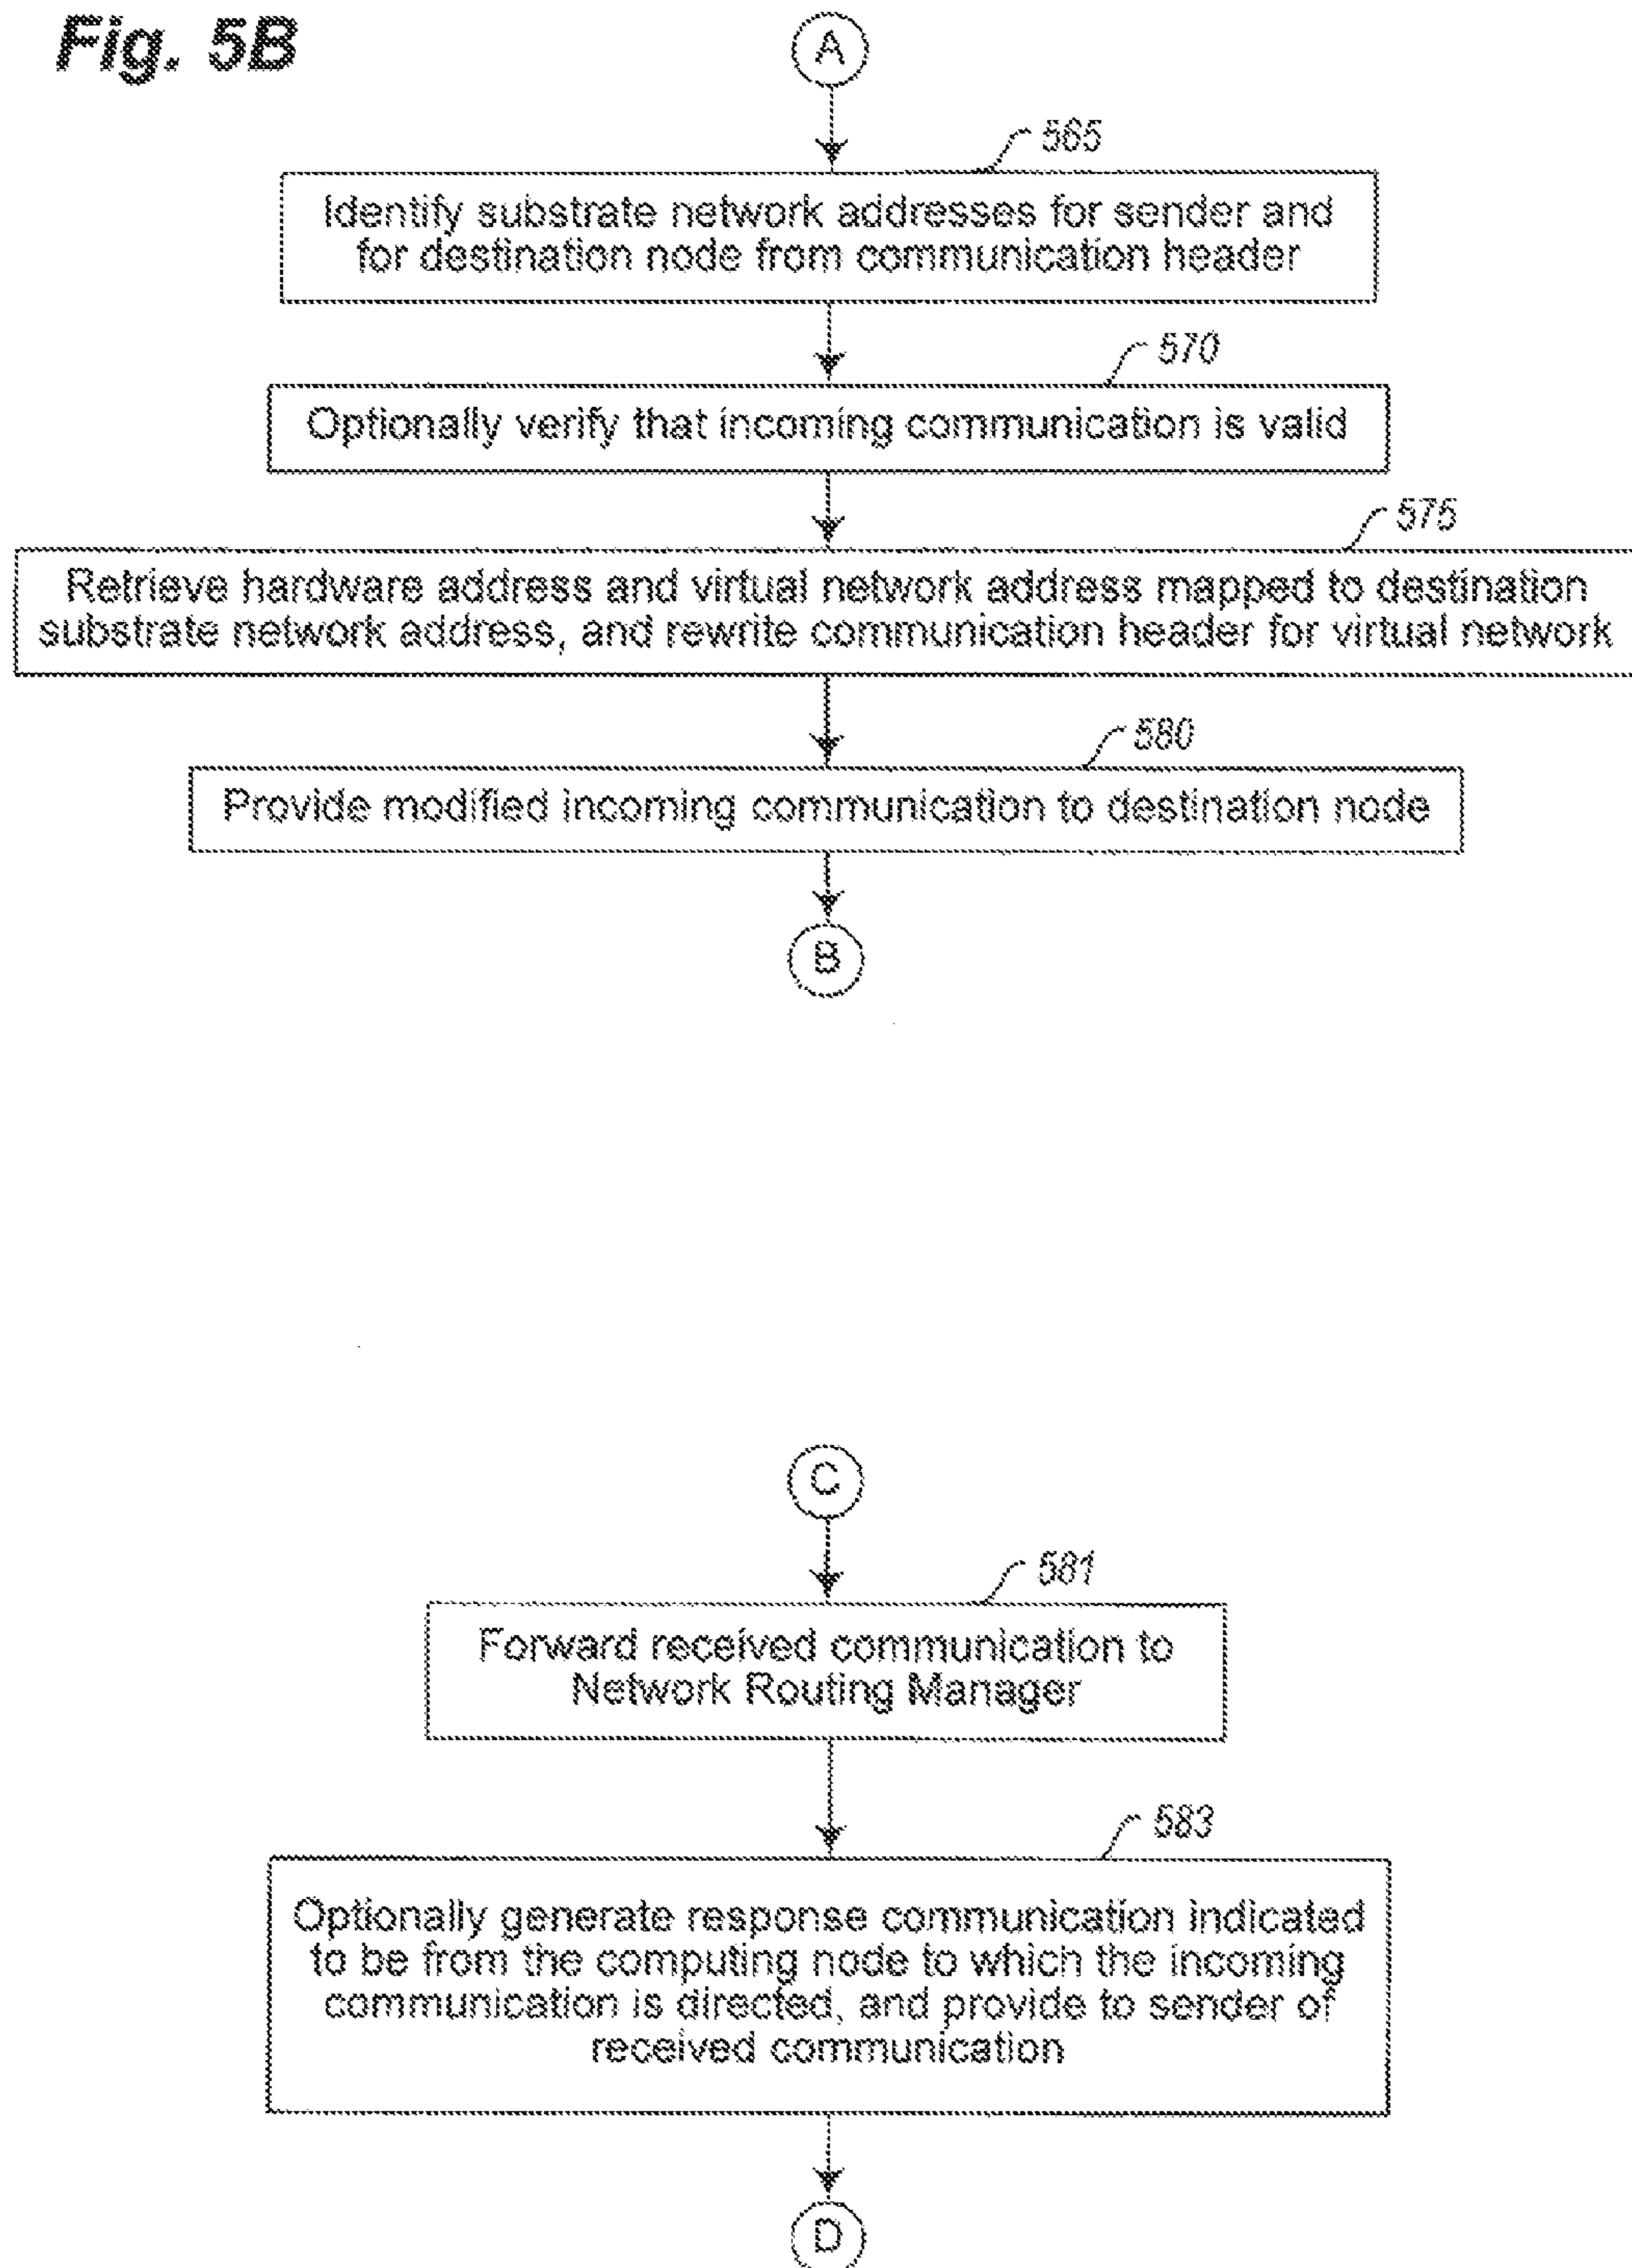 Fig. 5B
A
565
Identify substrate network addresses for sender and
for destination node from communication header
570
Optionally verify that incoming communication is valid
575
Retrieve hardware address and virtual network address mapped to destination
substrate network address, and rewrite communication header for virtual network
580
Provide modified incoming communication to destination node
B
C
581
Forward received communication to
Network Routing Manager
583
Optionally generate response communication indicated
to be from the computing node to which the incoming
communication is directed, and provide to sender of
received communication
D